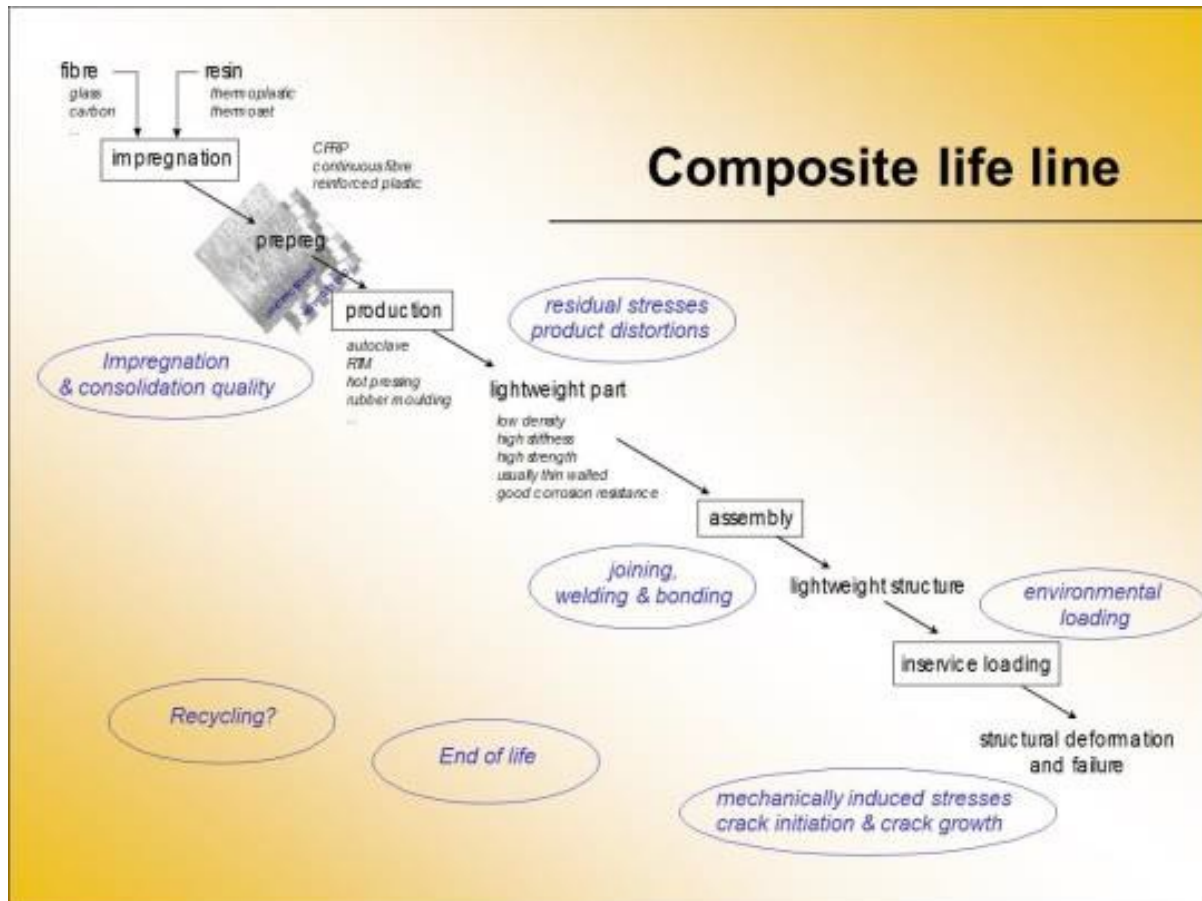 fibre
glass
carbon
...
resin
thermoplastic
thermoset
impregnation
CFRP
continuous fibre
reinforced plastic
Composite life line
prepreg
production
autoclave
RTM
hot pressing
rubber moulding
...
residual stresses
product distortions
Impregnation
& consolidation quality
lightweight part
low density
high stiffness
high strength
usually thin walled
good corrosion resistance
assembly
joining,
welding & bonding
lightweight structure
environmental
loading
inservice loading
Recycling?
End of life
structural deformation
and failure
mechanically induced stresses
crack initiation & crack growth